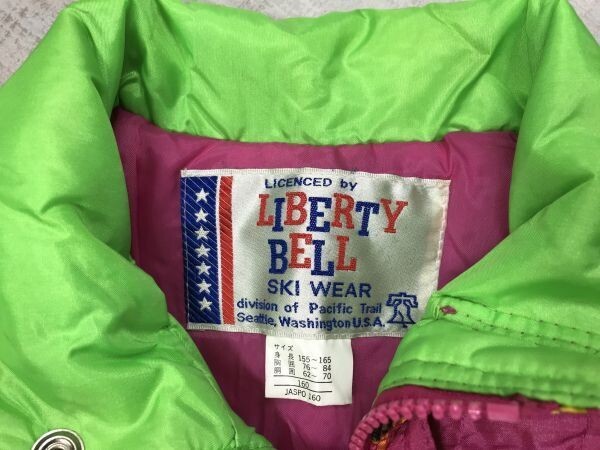 LICENCED by
LIBERTY
BELL
SKI WEAR
division of Pacific Trail
Seattle, Washington U.S.A.
サイズ
身長 155~165
胸囲 76~84
胴囲 62~70
160
JASPO 160